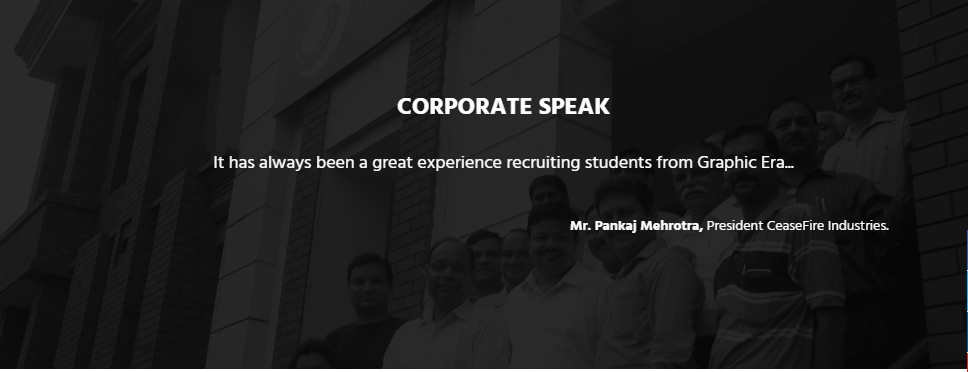 CORPORATE SPEAK
It has always been a great experience recruiting students from Graphic Era...
Mr. Pankaj Mehrotra, President CeaseFire Industries.